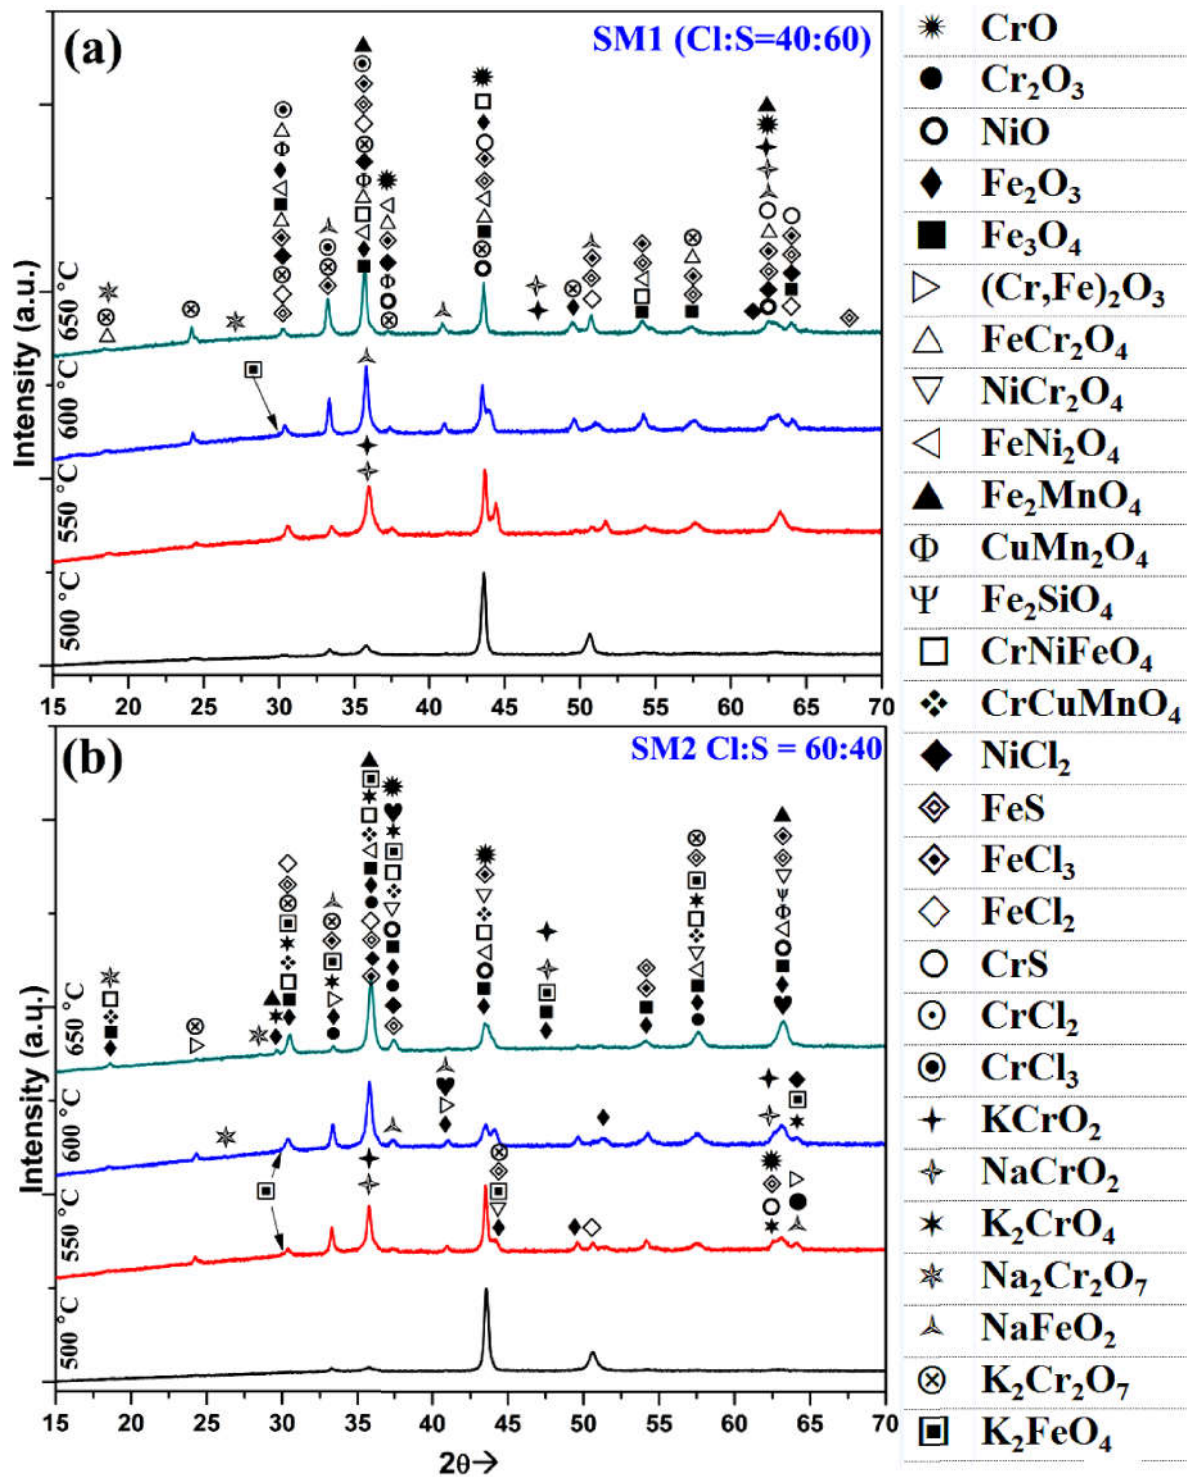 (a)
SM1 (Cl:S=40:60)
Intensity (a.u.)
650 °C
600 °C
550 °C
500 °C
15 20 25 30 35 40 45 50 55 60 65 70
(b)
SM2 Cl:S = 60:40
Intensity (a.u.)
650 °C
600 °C
550 °C
500 °C
15 20 25 30 35 40 45 50 55 60 65 70
2θ→
CrO
Cr₂O₃
NiO
Fe₂O₃
Fe₃O₄
(Cr,Fe)₂O₃
FeCr₂O₄
NiCr₂O₄
FeNi₂O₄
Fe₂MnO₄
Φ CuMn₂O₄
Ψ Fe₂SiO₄
CrNiFeO₄
CrCuMnO₄
NiCl₂
FeS
FeCl₃
FeCl₂
CrS
CrCl₂
CrCl₃
KCrO₂
NaCrO₂
K₂CrO₄
Na₂Cr₂O₇
NaFeO₂
K₂Cr₂O₇
K₂FeO₄